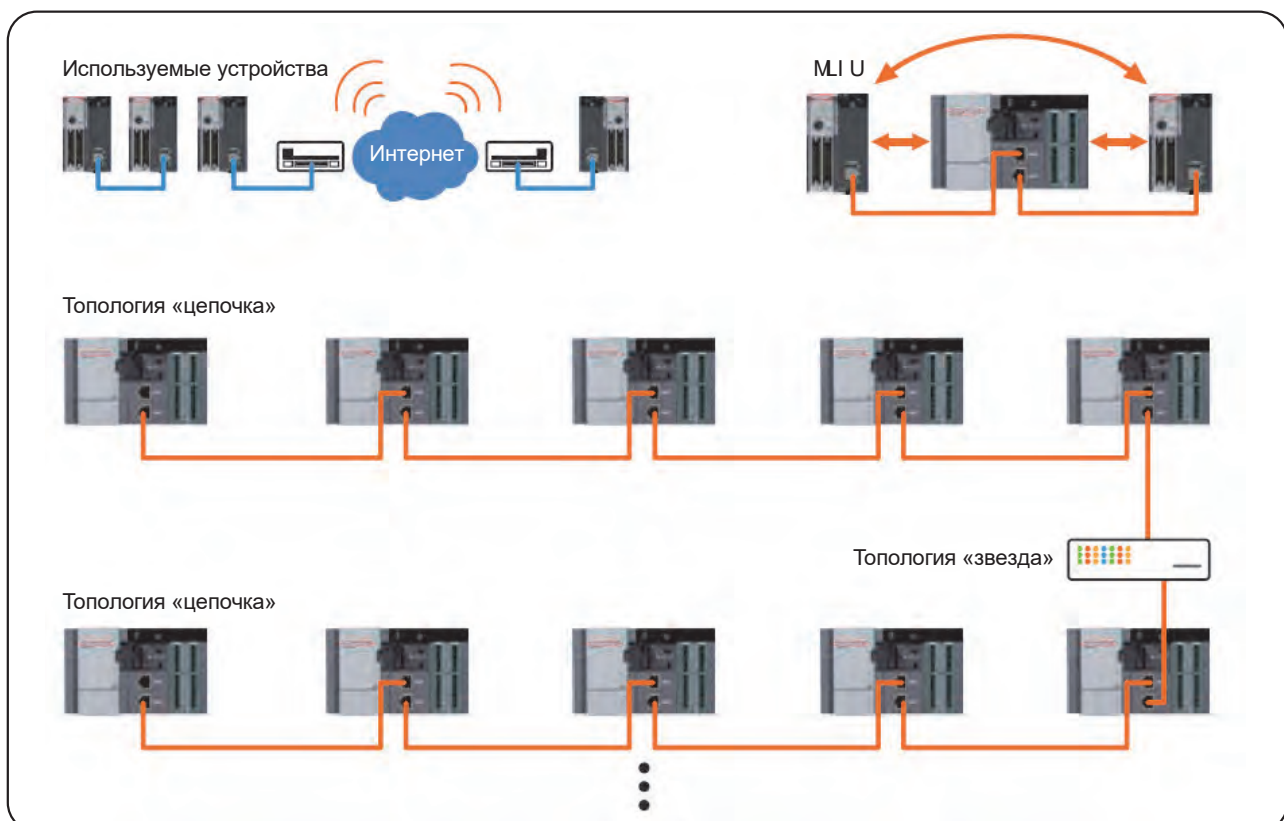 Используемые устройства
MLI U
Интернет
Топология «цепочка»
Топология «звезда»
Топология «цепочка»